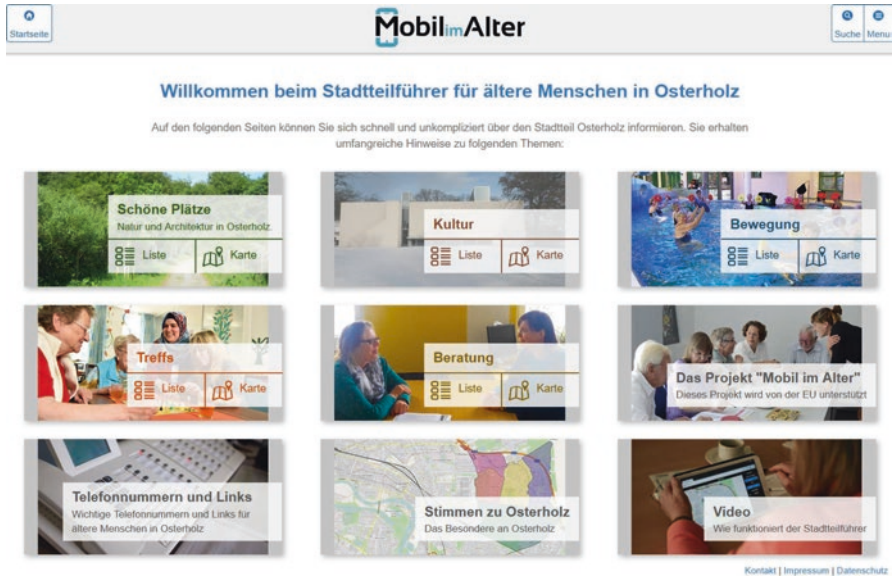 Startseite
MobilimAlter
Suche Menu
Willkommen beim Stadtteilführer für ältere Menschen in Osterholz
Auf den folgenden Seiten können Sie sich schnell und unkompliziert über den Stadtteil Osterholz informieren. Sie erhalten
umfangreiche Hinweise zu folgenden Themen:
Schöne Plätze
Natur und Architektur in Osterholz.
Liste Karte
Kultur
Liste Karte
Bewegung
Liste Karte
Treffs
Liste Karte
Beratung
Liste Karte
Das Projekt "Mobil im Alter"
Dieses Projekt wird von der EU unterstützt
Telefonnummern und Links
Wichtige Telefonnummern und Links für
ältere Menschen in Osterholz
Stimmen zu Osterholz
Das Besondere an Osterholz
Video
Wie funktioniert der Stadtteilführer
Kontakt | Impressum | Datenschutz